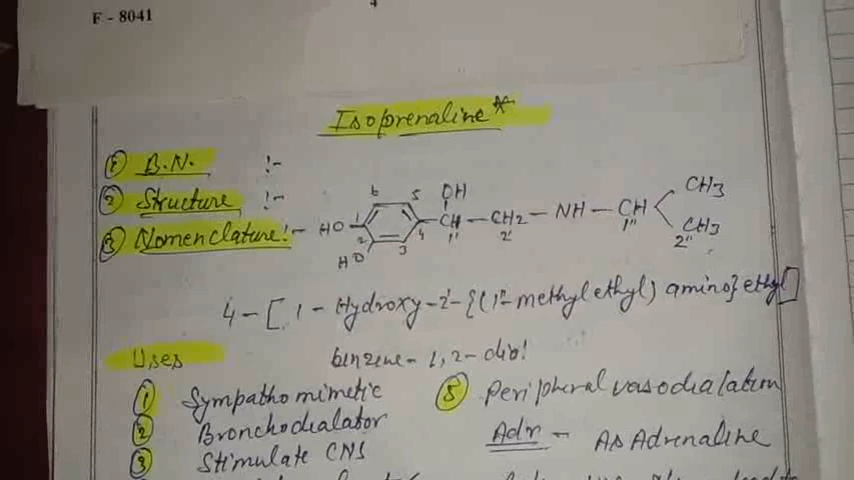 F - 8041
4
Isoprenaline*
① B.N. :-
② Structure :-
③ Nomenclature :-
6 5 OH
HO 1 2 3 4 CH 1' - CH2 2' - NH - CH 1" CH3 CH3 2"
HO
4-[1-Hydroxy-2'-{(1"-methylethyl) amino} ethyl]
benzene-1,2-diol
Uses
① Sympathomimetic
② Bronchodialator
③ Stimulate CNS
⑤ Peripheral vasodialation
Adr - As Adrenaline